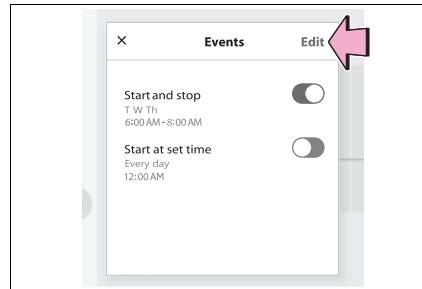 × Events Edit
Start and stop
T W Th
6:00 AM - 8:00 AM
Start at set time
Every day
12:00 AM